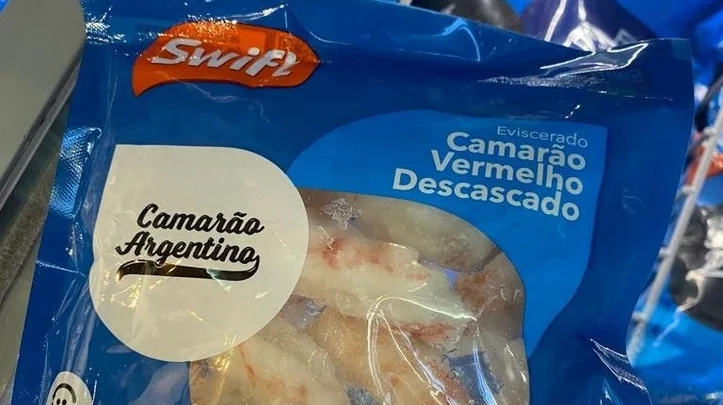 Swift
Eviscerado
Camarão
Vermelho
Descascado
Camarão
Argentino